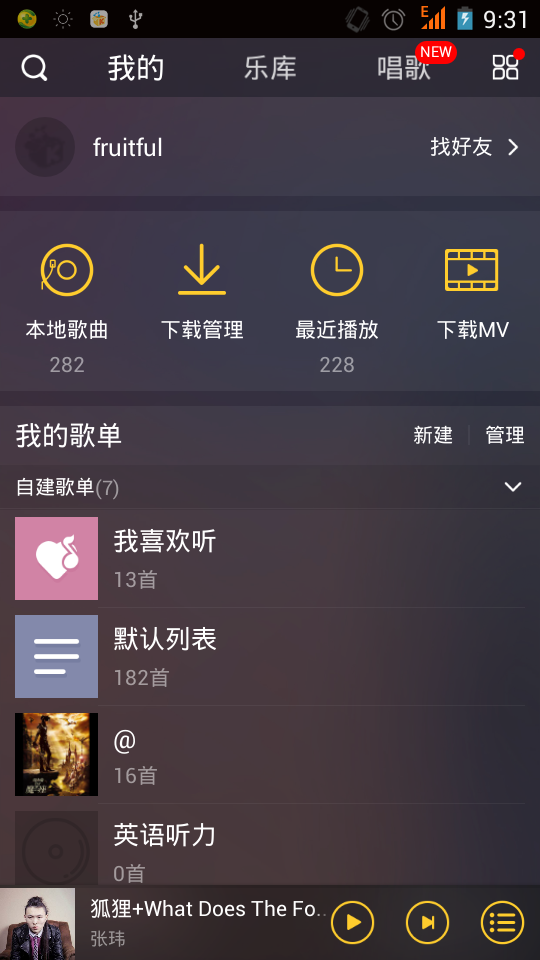 E 9:31
我的 乐库 唱歌 NEW
fruitful 找好友
本地歌曲 下载管理 最近播放 下载MV
282 228
我的歌单 新建 管理
自建歌单(7)
我喜欢听
13首
默认列表
182首
@
16首
英语听力
0首
狐狸+What Does The Fo..
张玮